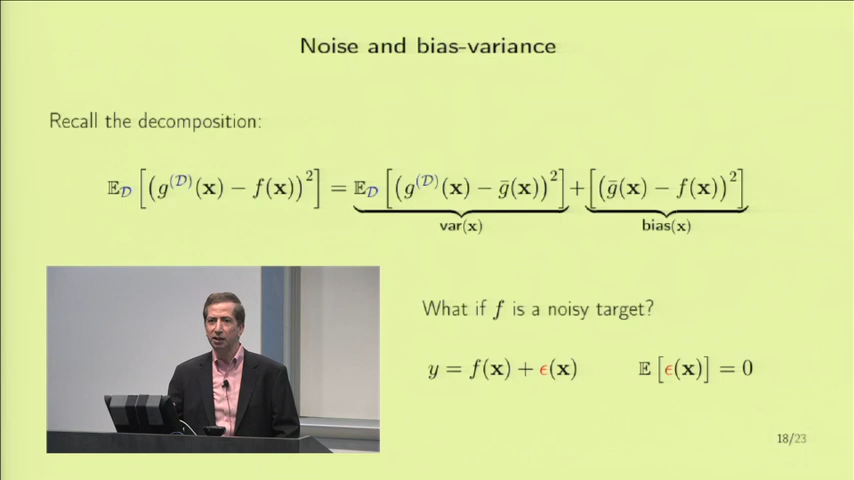 Noise and bias-variance
Recall the decomposition:
𝔼_𝒟 [(g^(𝒟)(𝐱) − f(𝐱))²] = 𝔼_𝒟 [(g^(𝒟)(𝐱) − ḡ(𝐱))²] + [(ḡ(𝐱) − f(𝐱))²]
var(𝐱) bias(𝐱)
What if f is a noisy target?
y = f(𝐱) + ϵ(𝐱) 𝔼 [ϵ(𝐱)] = 0
18/23